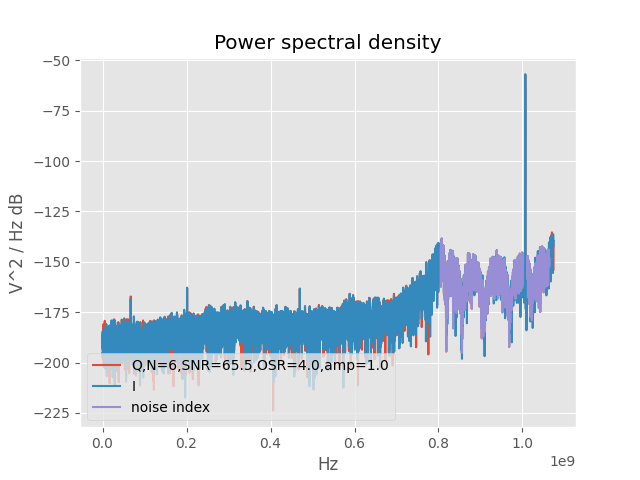 Power spectral density
V^2 / Hz dB
−50
−75
−100
−125
−150
−175
−200
−225
Q,N=6,SNR=65.5,OSR=4.0,amp=1.0
I
noise index
0.0 0.2 0.4 0.6 0.8 1.0
1e9
Hz